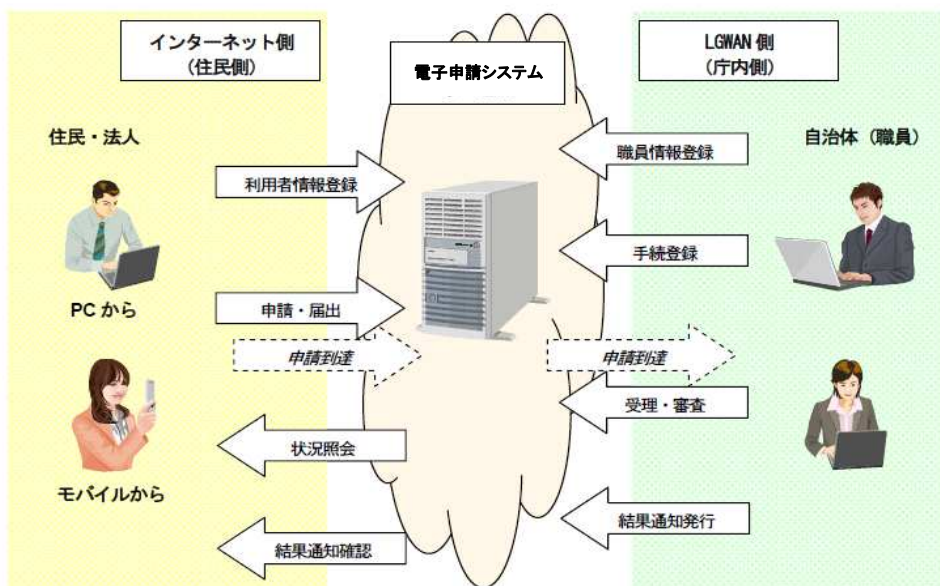 インターネット側
（住民側）
電子申請システム
LGWAN 側
（庁内側）
住民・法人
自治体（職員）
職員情報登録
利用者情報登録
手続登録
PC から
申請・届出
申請到達
申請到達
受理・審査
状況照会
モバイルから
結果通知発行
結果通知確認